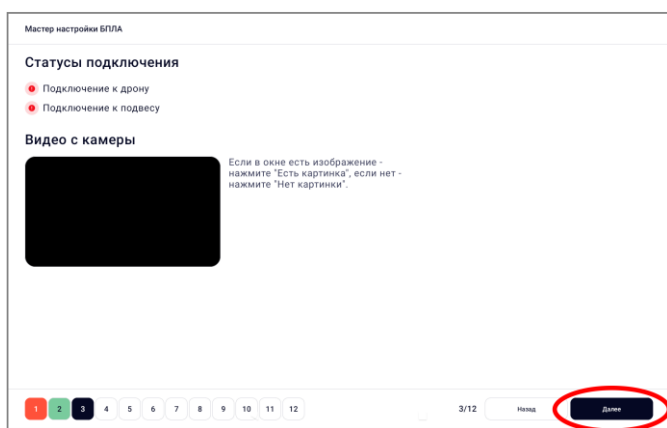 Мастер настройки БПЛА
Статусы подключения
Подключение к дрону
Подключение к подвесу
Видео с камеры
Если в окне есть изображение -
нажмите "Есть картинка", если нет -
нажмите "Нет картинки".
1 2 3 4 5 6 7 8 9 10 11 12 3/12 Назад Далее